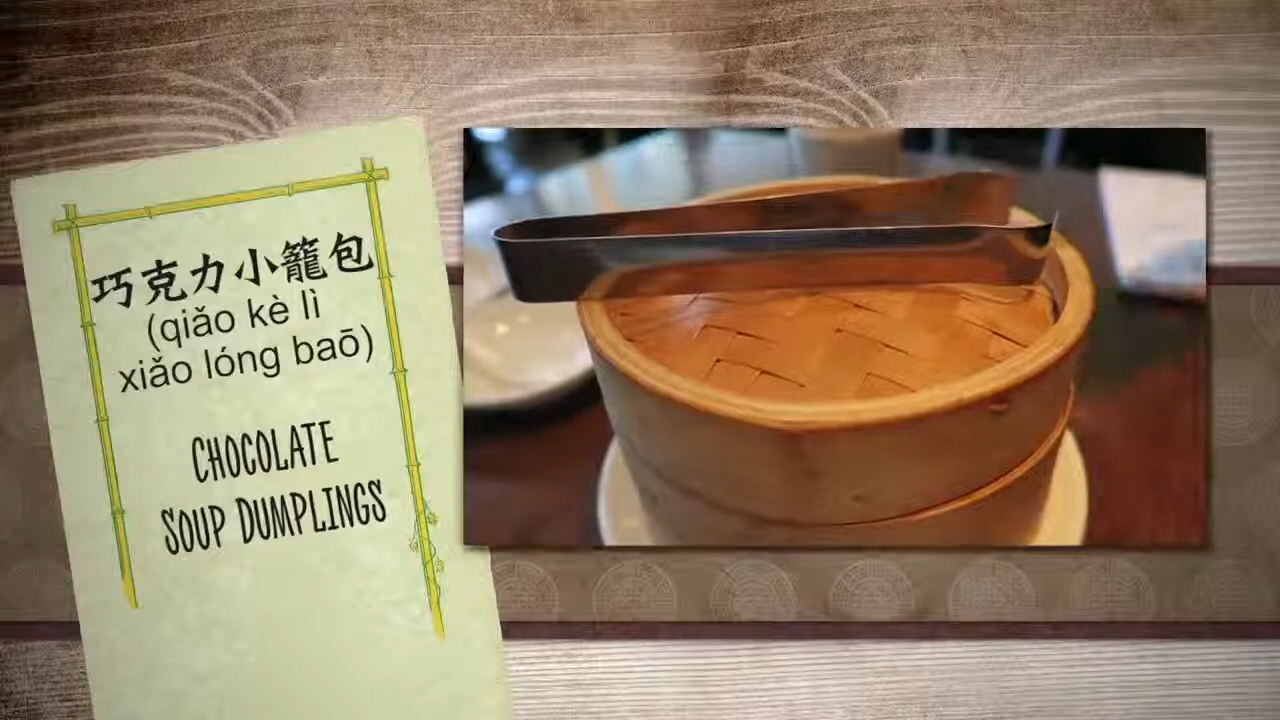 巧克力小籠包
(qiǎo kè lì
xiǎo lóng baō)
CHOCOLATE
SOUP DUMPLINGS